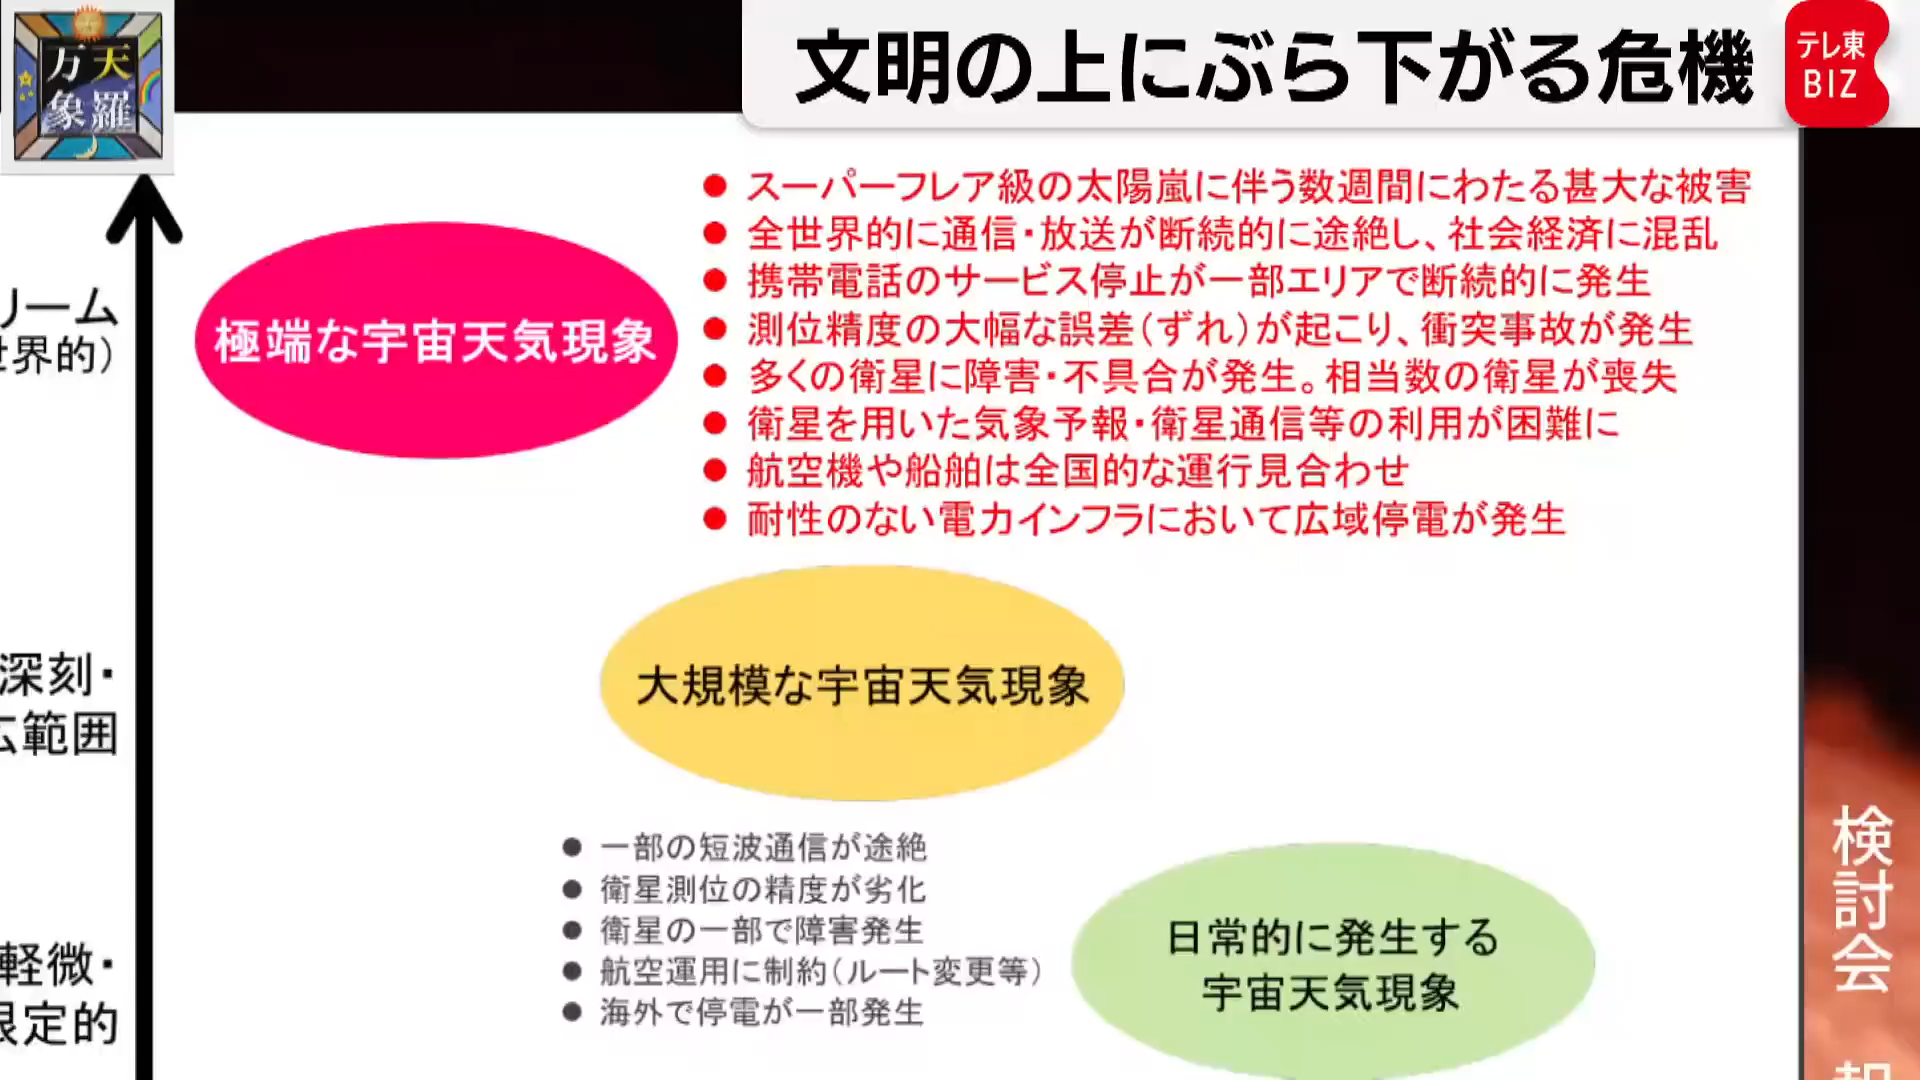 天羅
万象
文明の上にぶら下がる危機
テレ東
BIZ
リーム
世界的）
深刻・
広範囲
軽微・
限定的
極端な宇宙天気現象
● スーパーフレア級の太陽嵐に伴う数週間にわたる甚大な被害
● 全世界的に通信・放送が断続的に途絶し、社会経済に混乱
● 携帯電話のサービス停止が一部エリアで断続的に発生
● 測位精度の大幅な誤差（ずれ）が起こり、衝突事故が発生
● 多くの衛星に障害・不具合が発生。相当数の衛星が喪失
● 衛星を用いた気象予報・衛星通信等の利用が困難に
● 航空機や船舶は全国的な運行見合わせ
● 耐性のない電力インフラにおいて広域停電が発生
大規模な宇宙天気現象
● 一部の短波通信が途絶
● 衛星測位の精度が劣化
● 衛星の一部で障害発生
● 航空運用に制約（ルート変更等）
● 海外で停電が一部発生
日常的に発生する
宇宙天気現象
検討会 報